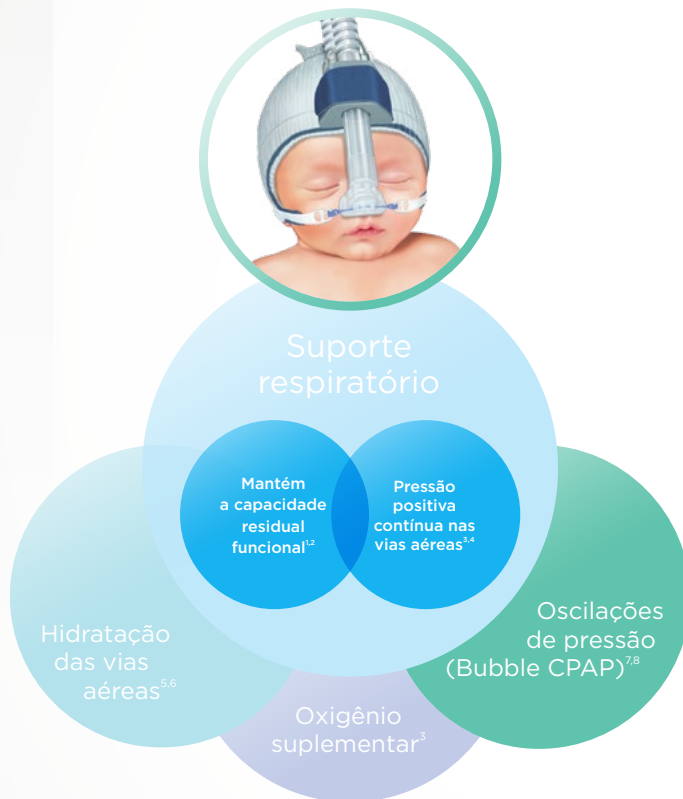 Suporte
respiratório
Mantém
a capacidade
residual
funcional1,2
Pressão
positiva
contínua nas
vias aéreas3,4
Hidratação
das vias
aéreas5,6
Oscilações
de pressão
(Bubble CPAP)7,8
Oxigênio
suplementar3